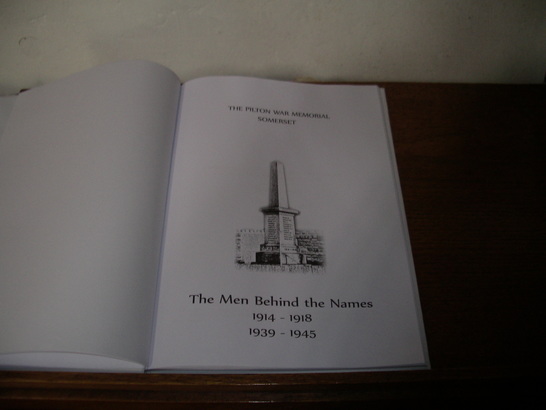 THE PILTON WAR MEMORIAL
SOMERSET
The Men Behind the Names
1914 - 1918
1939 - 1945